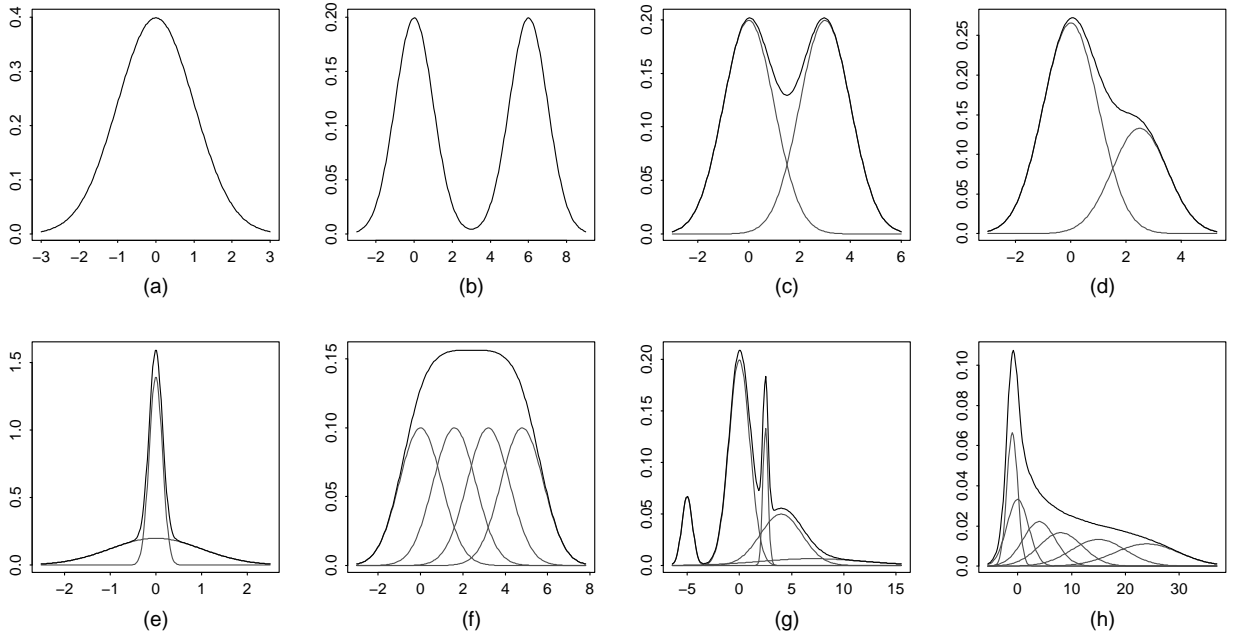 0.0 0.1 0.2 0.3 0.4
−3 −2 −1 0 1 2 3
(a)
0.0 0.05 0.10 0.15 0.20
−2 0 2 4 6 8
(b)
0.0 0.05 0.10 0.15 0.20
−2 0 2 4 6
(c)
0.0 0.05 0.10 0.15 0.20 0.25
−2 0 2 4
(d)
0.0 0.5 1.0 1.5
−2 −1 0 1 2
(e)
0.0 0.05 0.10 0.15
−2 0 2 4 6 8
(f)
0.0 0.05 0.10 0.15 0.20
−5 0 5 10 15
(g)
0.0 0.02 0.04 0.06 0.08 0.10
0 10 20 30
(h)